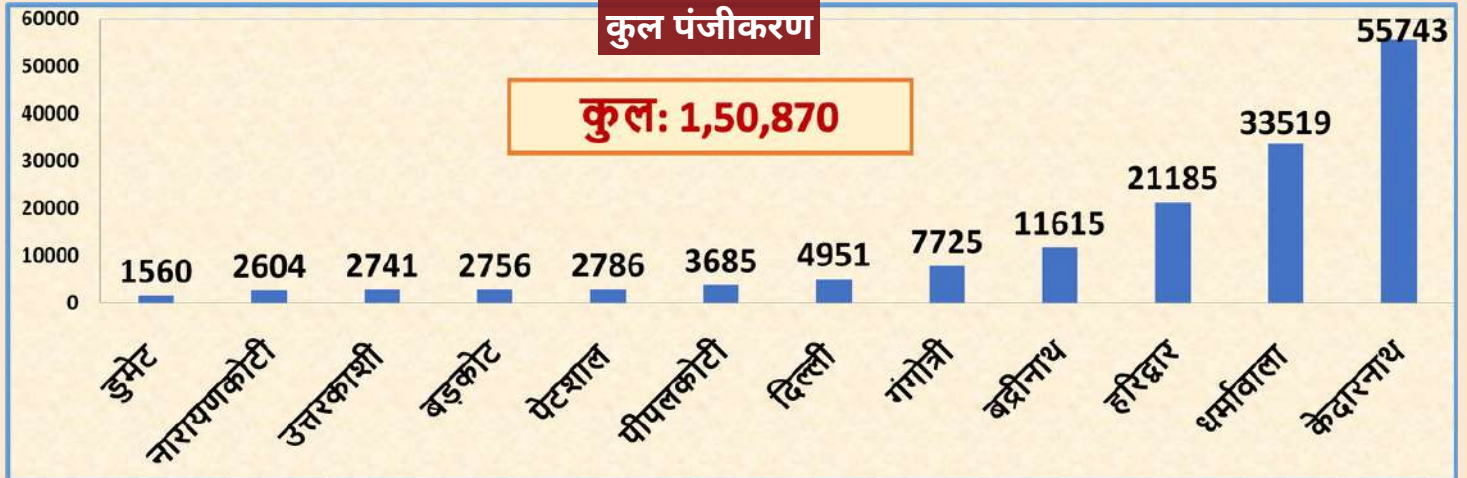 कुल पंजीकरण
कुल: 1,50,870
60000
50000
40000
30000
20000
10000
0
1560 2604 2741 2756 2786 3685 4951 7725 11615 21185 33519 55743
डुमेट नारायणकोटी उत्तरकाशी बड़कोट पेटशाल पीपलकोटी दिल्ली गंगोत्री बद्रीनाथ हरिद्वार धर्मावाला केदारनाथ